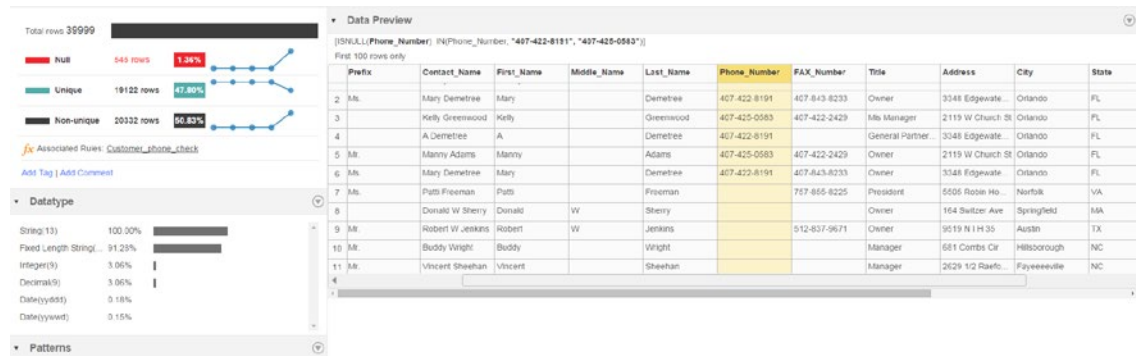 Total rows 39999
Null 545 rows 1.36%
Unique 19122 rows 47.80%
Non-unique 20332 rows 50.83%
fx Associated Rules: Customer_phone_check
Add Tag | Add Comment
Datatype
String(13) 100.00%
Fixed Length String(... 91.28%
Integer(9) 3.06%
Decimal(9) 3.06%
Date(yyddd) 0.18%
Date(yywwd) 0.15%
Patterns
Data Preview
[ISNULL(Phone_Number) IN(Phone_Number, "407-422-8191", "407-425-0583")]
First 100 rows only
Prefix Contact_Name First_Name Middle_Name Last_Name Phone_Number FAX_Number Title Address City State
2 Ms. Mary Demetree Mary Demetree 407-422-8191 407-843-8233 Owner 3348 Edgewate... Orlando FL
3 Kelly Greenwood Kelly Greenwood 407-425-0583 407-422-2429 Mis Manager 2119 W Church St Orlando FL
4 A Demetree A Demetree 407-422-8191 General Partner... 3348 Edgewate... Orlando FL
5 Mr. Manny Adams Manny Adams 407-425-0583 407-422-2429 Owner 2119 W Church St Orlando FL
6 Ms. Mary Demetree Mary Demetree 407-422-8191 407-843-8233 Owner 3348 Edgewate... Orlando FL
7 Ms. Patti Freeman Patti Freeman 757-855-8225 President 5505 Robin Ho... Norfolk VA
8 Donald W Sherry Donald W Sherry Owner 164 Switzer Ave Springfield MA
9 Mr. Robert W Jenkins Robert W Jenkins 512-837-9671 Owner 9519 N I H 35 Austin TX
10 Mr. Buddy Wright Buddy Wright Manager 681 Combs Cir Hillsborough NC
11 Mr. Vincent Sheehan Vincent Sheehan Manager 2629 1/2 Raefo... Fayeeeeville NC